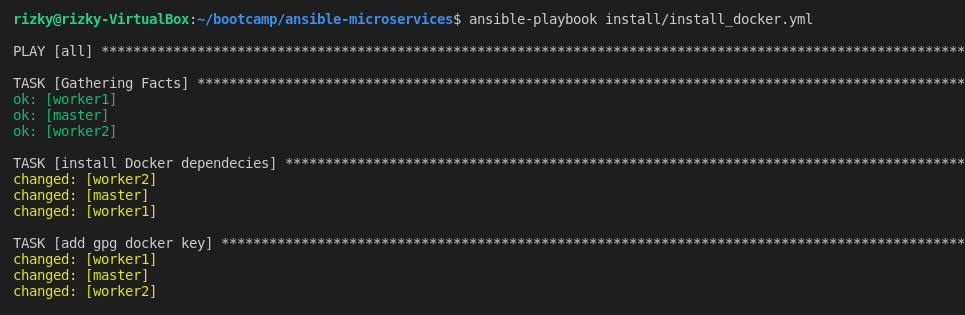 rizky@rizky-VirtualBox:~/bootcamp/ansible-microservices$ ansible-playbook install/install_docker.yml
PLAY [all] ************************************************************************************************************
TASK [Gathering Facts] ************************************************************************************************
ok: [worker1]
ok: [master]
ok: [worker2]
TASK [install Docker dependecies] *************************************************************************************
changed: [worker2]
changed: [master]
changed: [worker1]
TASK [add gpg docker key] *********************************************************************************************
changed: [worker1]
changed: [master]
changed: [worker2]